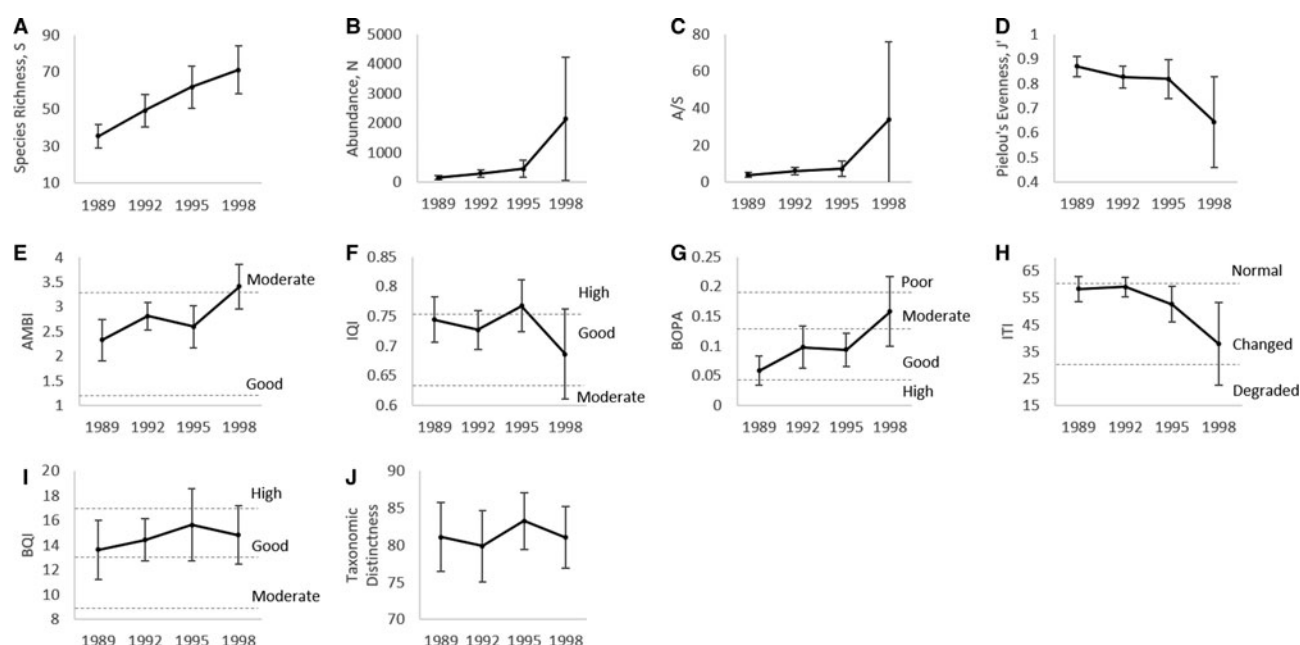 A
Species Richness, S
90
70
50
30
10
1989 1992 1995 1998
B
Abundance, N
5000
4000
3000
2000
1000
0
1989 1992 1995 1998
C
A/S
80
60
40
20
0
1989 1992 1995 1998
D
Pielou's Evenness, J'
1
0.9
0.8
0.7
0.6
0.5
0.4
1989 1992 1995 1998
E
AMBI
4
3.5
3
2.5
2
1.5
1
Moderate
Good
1989 1992 1995 1998
F
IQI
0.85
0.8
0.75
0.7
0.65
0.6
High
Good
Moderate
1989 1992 1995 1998
G
BOPA
0.25
0.2
0.15
0.1
0.05
0
Poor
Moderate
Good
High
1989 1992 1995 1998
H
ITI
65
55
45
35
25
15
Normal
Changed
Degraded
1989 1992 1995 1998
I
BQI
20
18
16
14
12
10
8
High
Good
Moderate
1989 1992 1995 1998
J
Taxonomic
Distinctness
90
85
80
75
70
1989 1992 1995 1998